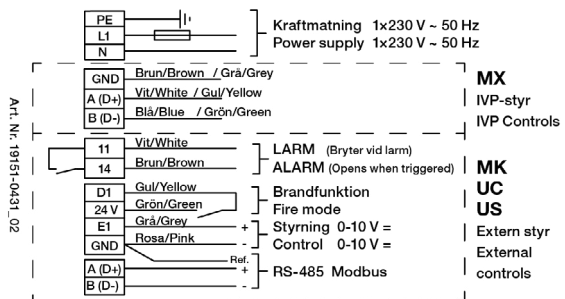 PE
L1
N
Kraftmatning 1×230 V ~ 50 Hz
Power supply 1×230 V ~ 50 Hz
GND Brun/Brown / Grå/Grey
A (D+) Vit/White / Gul/Yellow
B (D-) Blå/Blue / Grön/Green
MX
IVP-styr
IVP Controls
11 Vit/White
14 Brun/Brown
LARM (Bryter vid larm)
ALARM (Opens when triggered)
D1 Gul/Yellow
24 V Grön/Green
Brandfunktion
Fire mode
E1 Grå/Grey +
GND Rosa/Pink -
Styrning 0-10 V =
Control 0-10 V =
Ref.
A (D+) +
B (D-) -
RS-485 Modbus
MK
UC
US
Extern styr
External
controls
Art. Nr. 19151-0431_02